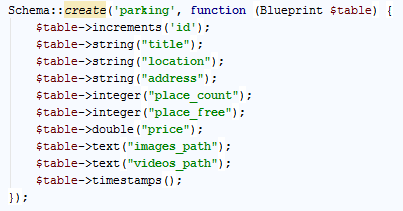 Schema::create('parking', function (Blueprint $table) {
    $table->increments('id');
    $table->string("title");
    $table->string("location");
    $table->string("address");
    $table->integer("place_count");
    $table->integer("place_free");
    $table->double("price");
    $table->text("images_path");
    $table->text("videos_path");
    $table->timestamps();
});